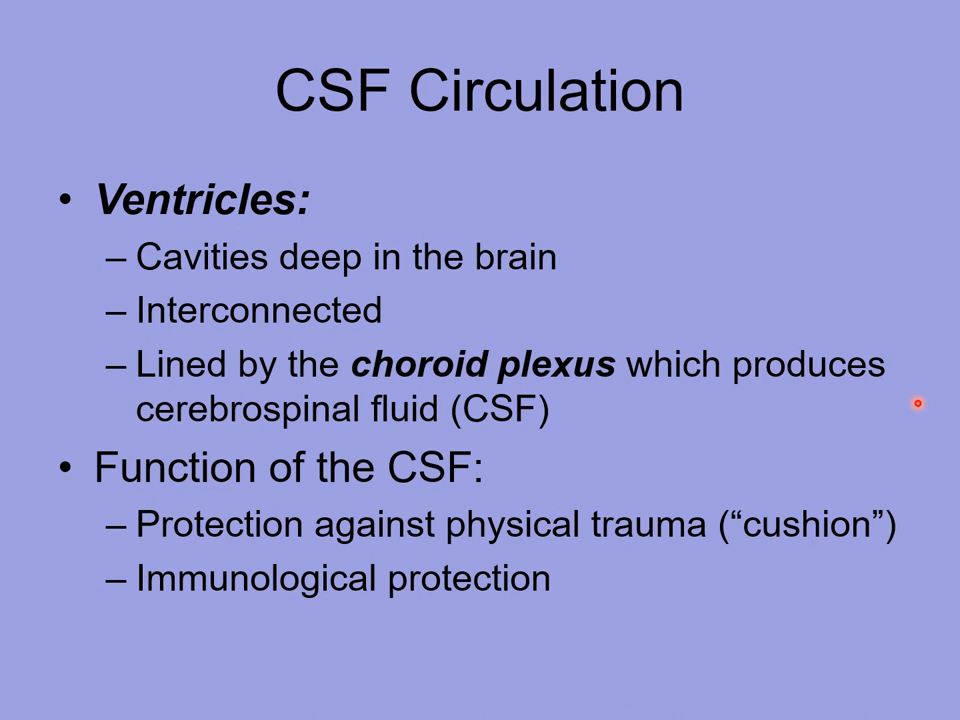 CSF Circulation
• Ventricles:
– Cavities deep in the brain
– Interconnected
– Lined by the choroid plexus which produces
cerebrospinal fluid (CSF)
• Function of the CSF:
– Protection against physical trauma (“cushion”)
– Immunological protection